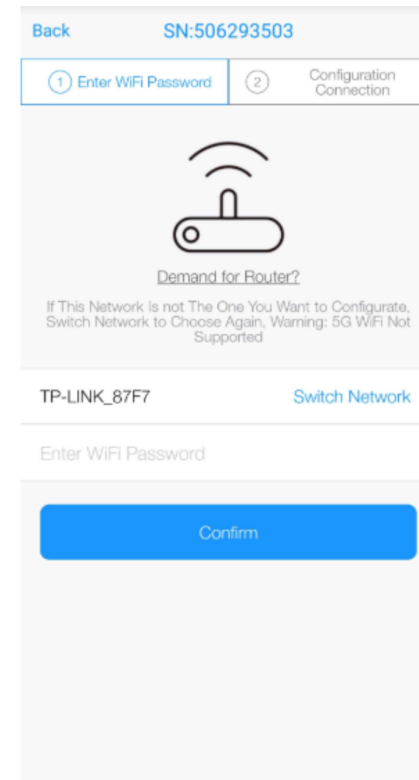 Back SN:506293503
1 Enter WiFi Password 2 Configuration
Connection
Demand for Router?
If This Network is not The One You Want to Configurate,
Switch Network to Choose Again, Warning: 5G WiFi Not
Supported
TP-LINK_87F7 Switch Network
Enter WiFi Password
Confirm